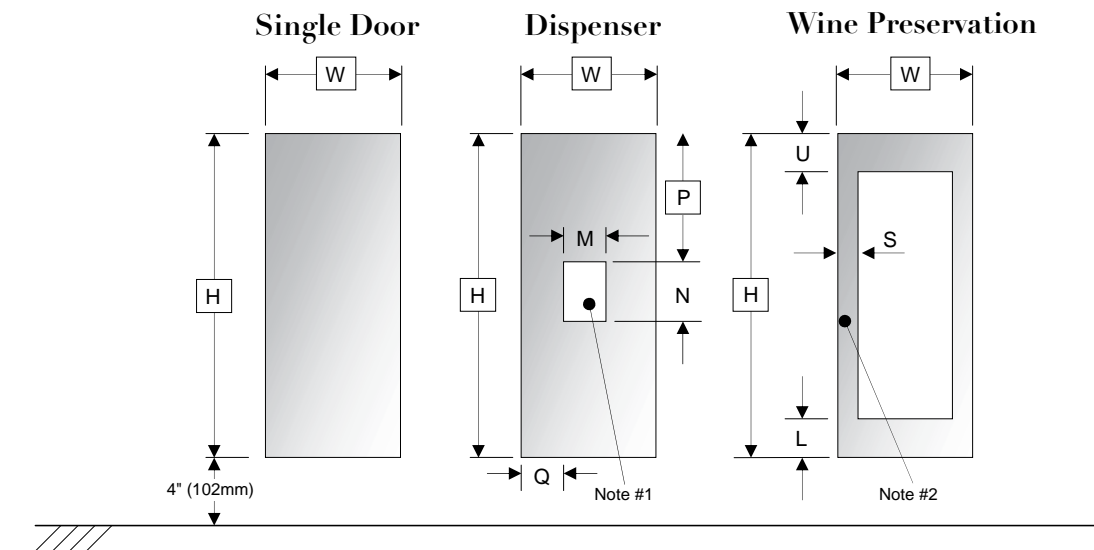 Single Door Dispenser Wine Preservation
W W W
U
P
M S
H H N H
L
4" (102mm) Q
Note #1 Note #2